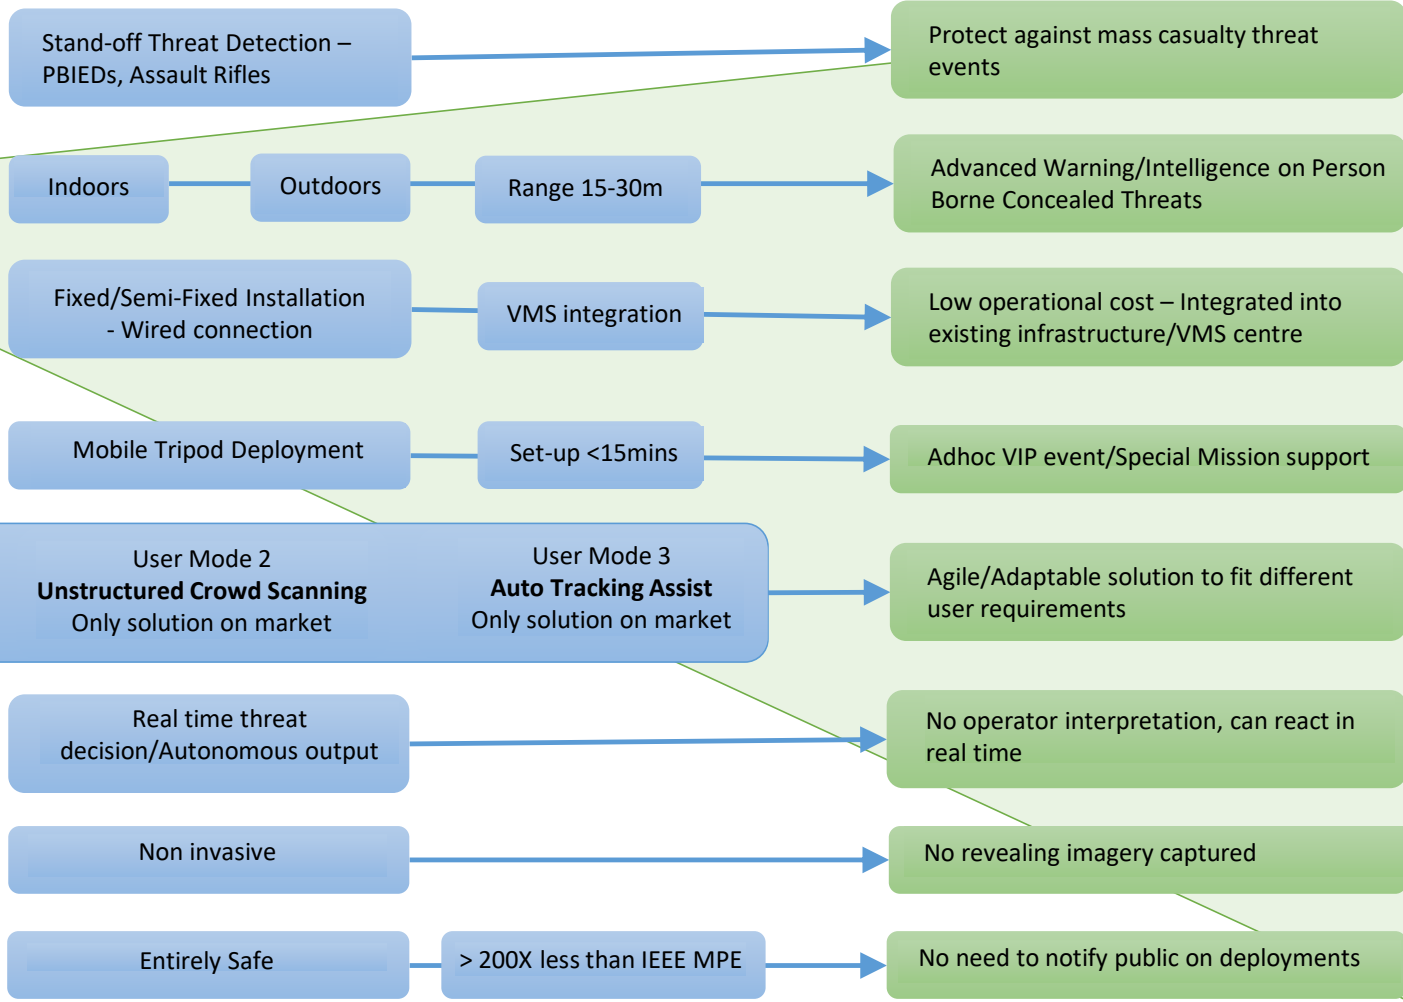 Stand-off Threat Detection –
PBIEDs, Assault Rifles
Protect against mass casualty threat
events
Indoors
Outdoors
Range 15-30m
Advanced Warning/Intelligence on Person
Borne Concealed Threats
Fixed/Semi-Fixed Installation
- Wired connection
VMS integration
Low operational cost – Integrated into
existing infrastructure/VMS centre
Mobile Tripod Deployment
Set-up <15mins
Adhoc VIP event/Special Mission support
User Mode 2
Unstructured Crowd Scanning
Only solution on market
User Mode 3
Auto Tracking Assist
Only solution on market
Agile/Adaptable solution to fit different
user requirements
Real time threat
decision/Autonomous output
No operator interpretation, can react in
real time
Non invasive
No revealing imagery captured
Entirely Safe
> 200X less than IEEE MPE
No need to notify public on deployments